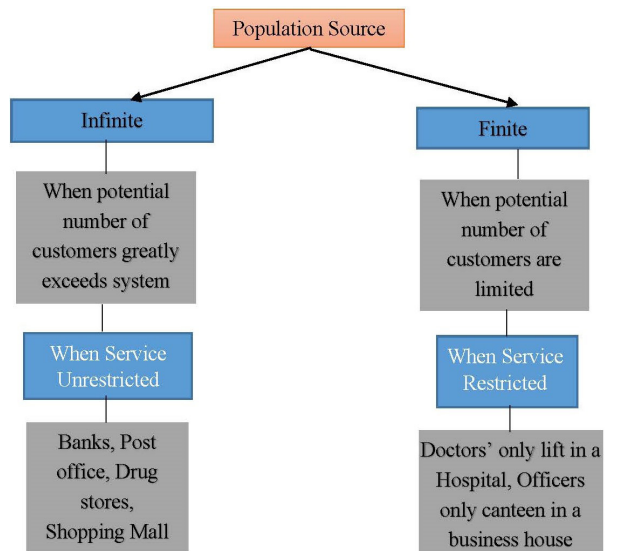 Population Source
Infinite
When potential
number of
customers greatly
exceeds system
When Service
Unrestricted
Banks, Post
office, Drug
stores,
Shopping Mall
Finite
When potential
number of
customers are
limited
When Service
Restricted
Doctors’ only lift in a
Hospital, Officers
only canteen in a
business house